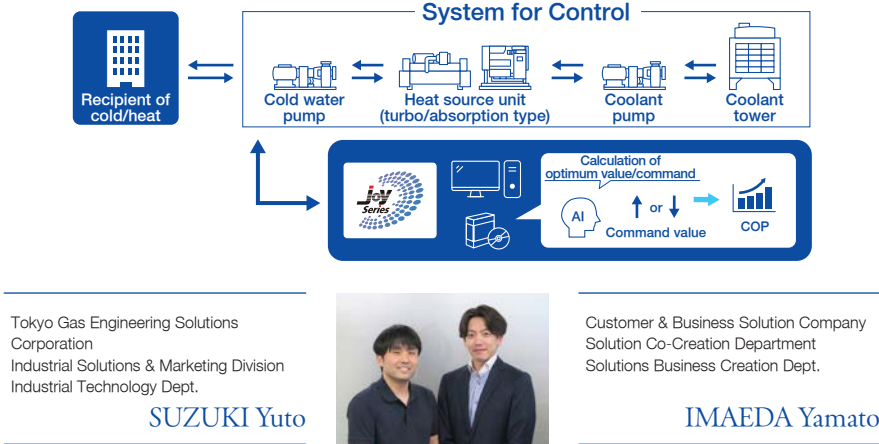 System for Control
Recipient of
cold/heat
Cold water
pump
Heat source unit
(turbo/absorption type)
Coolant
pump
Coolant
tower
joy
Series
Calculation of
optimum value/command
AI
or
Command value
COP
Tokyo Gas Engineering Solutions
Corporation
Industrial Solutions & Marketing Division
Industrial Technology Dept.
SUZUKI Yuto
Customer & Business Solution Company
Solution Co-Creation Department
Solutions Business Creation Dept.
IMAEDA Yamato